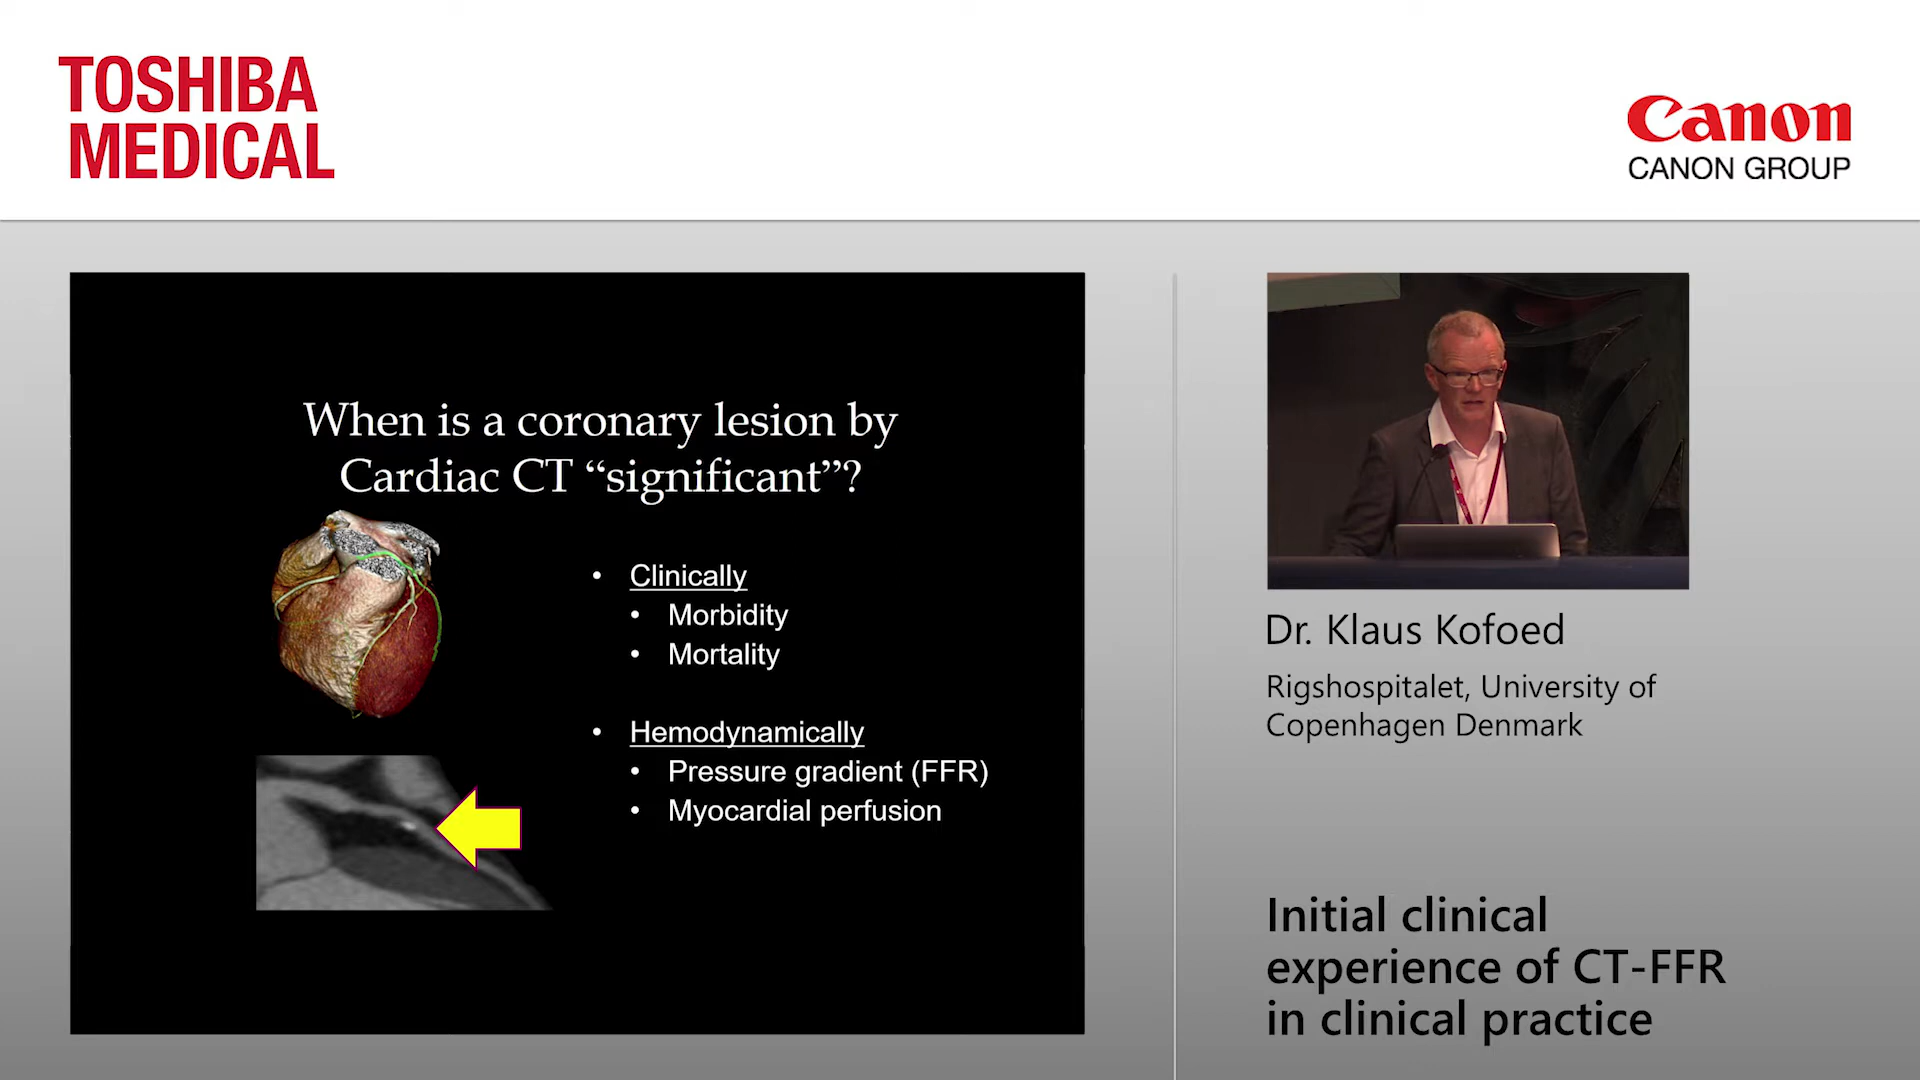 TOSHIBA
MEDICAL
Canon
CANON GROUP
When is a coronary lesion by
Cardiac CT “significant”?
• Clinically
• Morbidity
• Mortality
• Hemodynamically
• Pressure gradient (FFR)
• Myocardial perfusion
Dr. Klaus Kofoed
Rigshospitalet, University of
Copenhagen Denmark
Initial clinical
experience of CT-FFR
in clinical practice